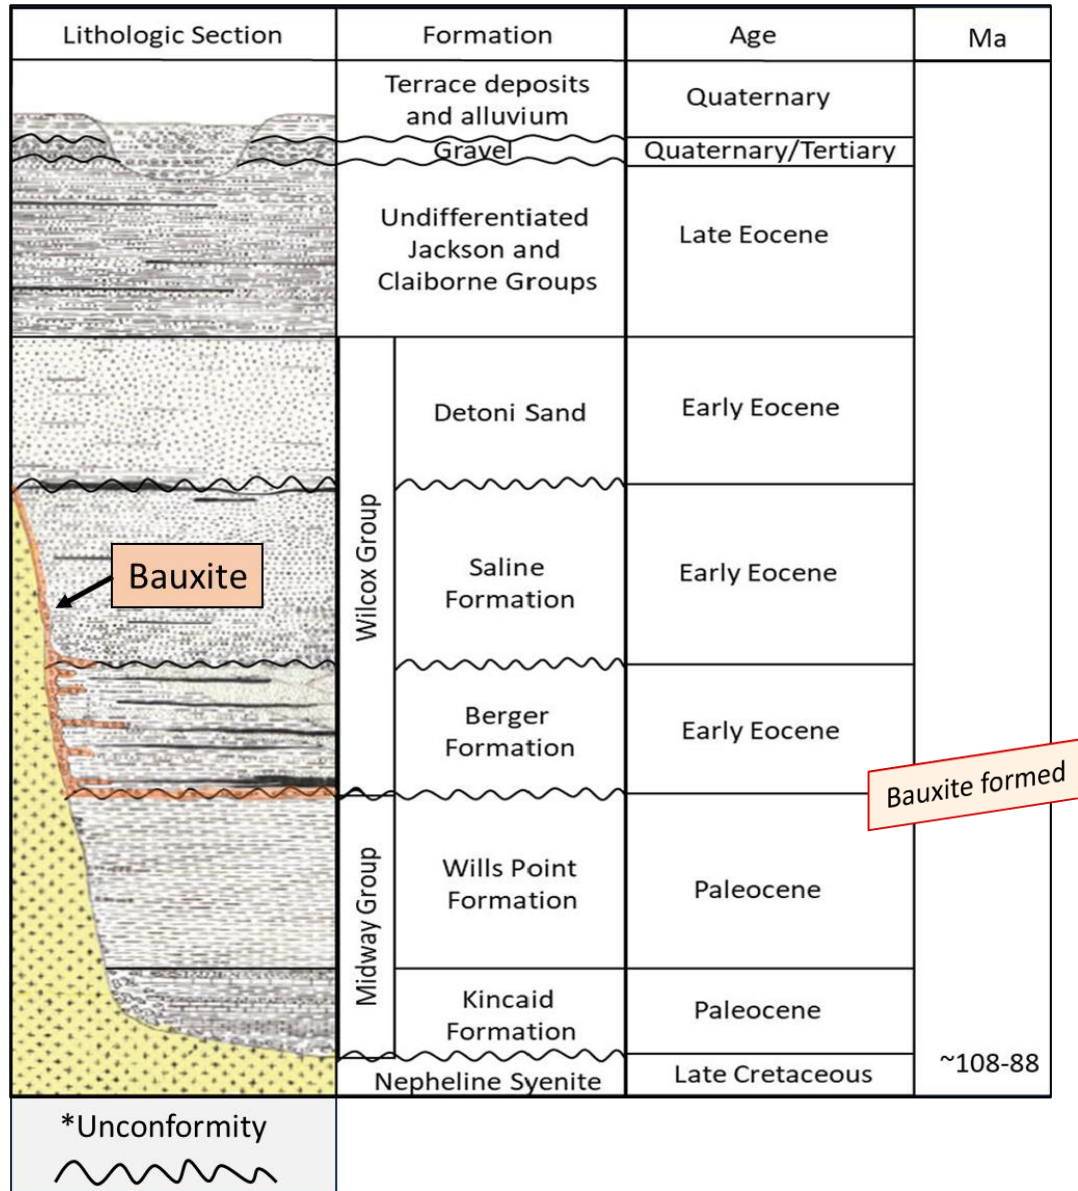 Lithologic Section
Formation
Age
Ma
Terrace deposits
and alluvium
Quaternary
Gravel
Quaternary/Tertiary
Undifferentiated
Jackson and
Claiborne Groups
Late Eocene
Wilcox Group
Detoni Sand
Early Eocene
Bauxite
Saline
Formation
Early Eocene
Berger
Formation
Early Eocene
Bauxite formed
Midway Group
Wills Point
Formation
Paleocene
Kincaid
Formation
Paleocene
Nepheline Syenite
Late Cretaceous
~108-88
*Unconformity